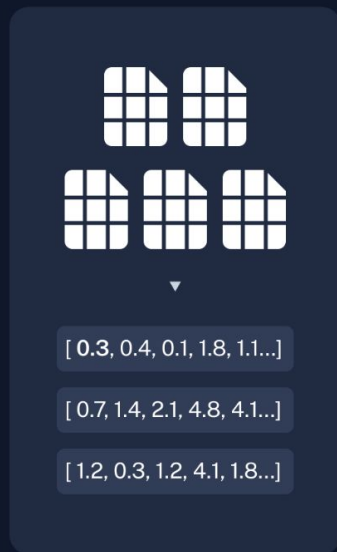 [ 0.3, 0.4, 0.1, 1.8, 1.1...]
[ 0.7, 1.4, 2.1, 4.8, 4.1...]
[ 1.2, 0.3, 1.2, 4.1, 1.8...]